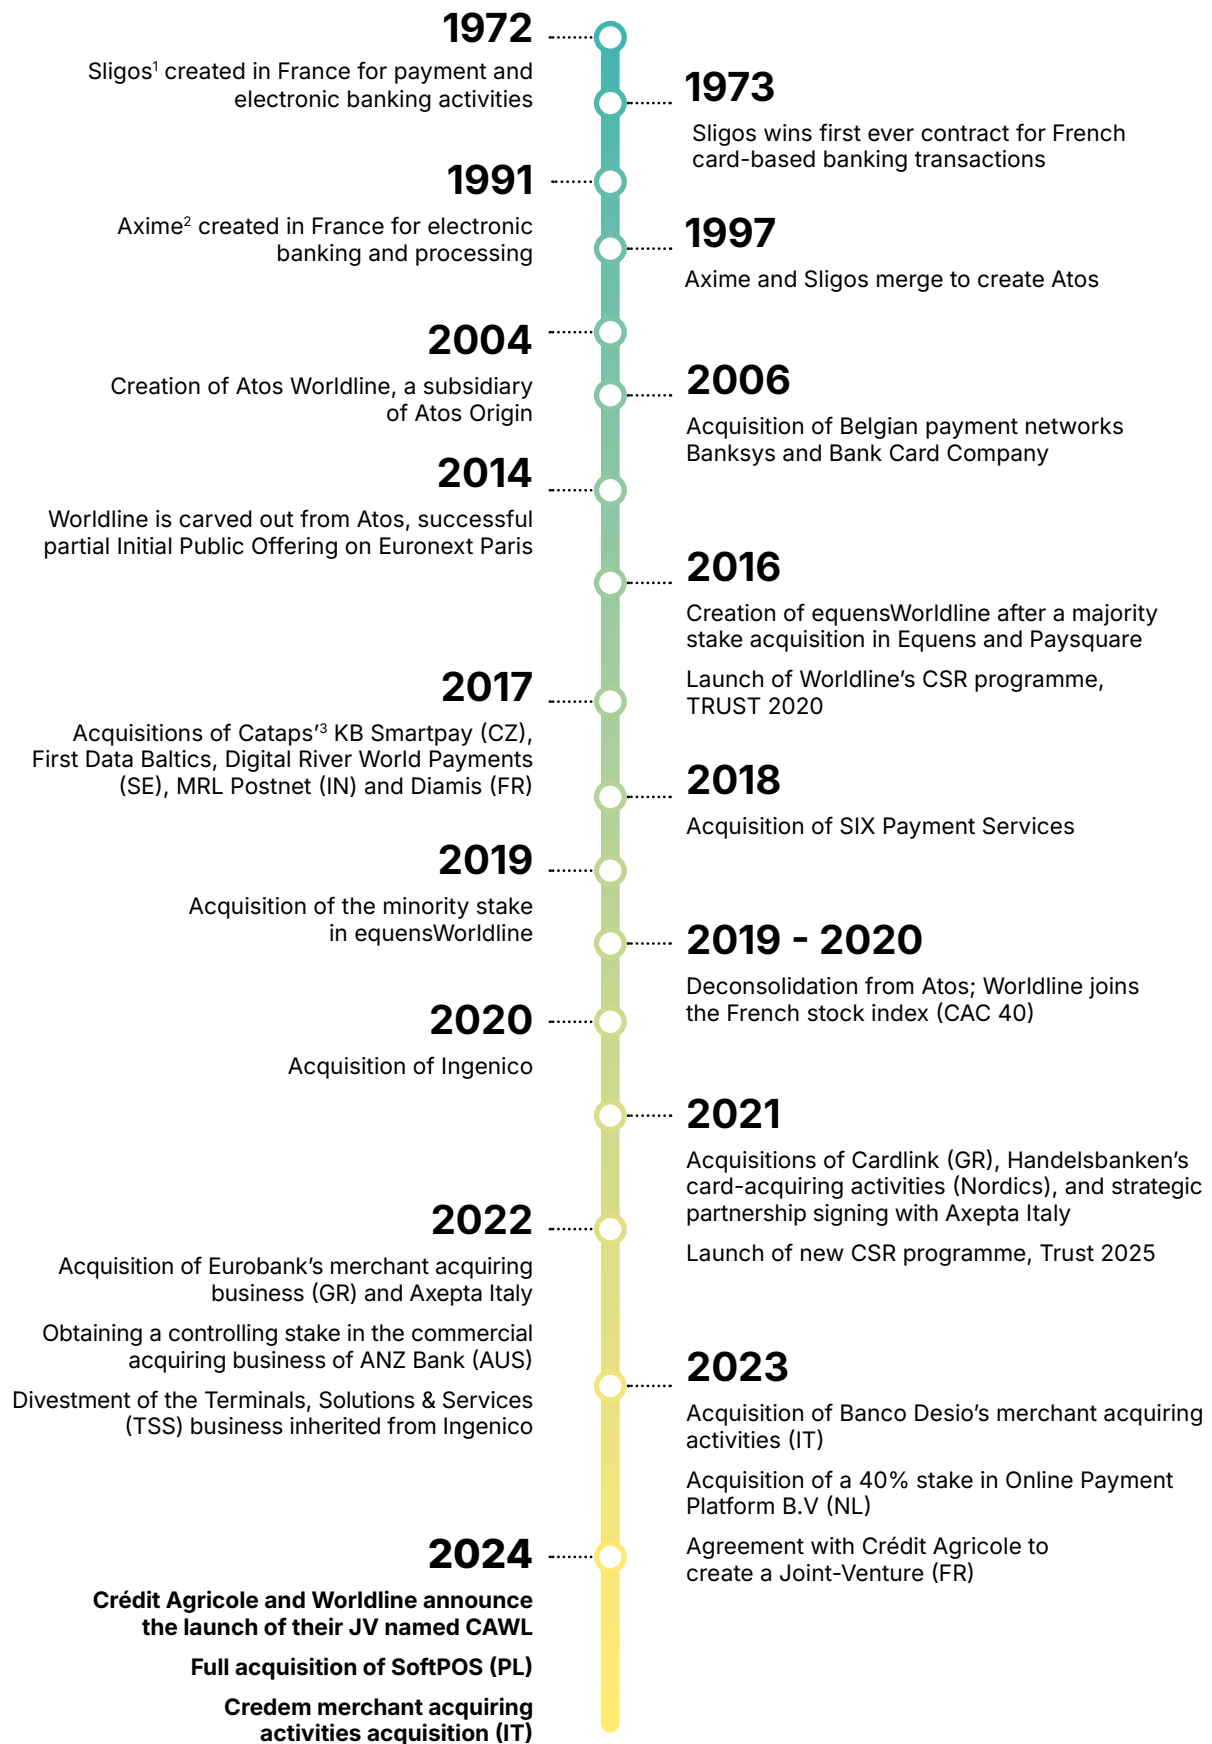 1972
Sligos¹ created in France for payment and
electronic banking activities
1973
Sligos wins first ever contract for French
card-based banking transactions
1991
Axime² created in France for electronic
banking and processing
1997
Axime and Sligos merge to create Atos
2004
Creation of Atos Worldline, a subsidiary
of Atos Origin
2006
Acquisition of Belgian payment networks
Banksys and Bank Card Company
2014
Worldline is carved out from Atos, successful
partial Initial Public Offering on Euronext Paris
2016
Creation of equensWorldline after a majority
stake acquisition in Equens and Paysquare
Launch of Worldline’s CSR programme,
TRUST 2020
2017
Acquisitions of Cataps’³ KB Smartpay (CZ),
First Data Baltics, Digital River World Payments
(SE), MRL Postnet (IN) and Diamis (FR)
2018
Acquisition of SIX Payment Services
2019
Acquisition of the minority stake
in equensWorldline
2019 - 2020
Deconsolidation from Atos; Worldline joins
the French stock index (CAC 40)
2020
Acquisition of Ingenico
2021
Acquisitions of Cardlink (GR), Handelsbanken’s
card-acquiring activities (Nordics), and strategic
partnership signing with Axepta Italy
Launch of new CSR programme, Trust 2025
2022
Acquisition of Eurobank’s merchant acquiring
business (GR) and Axepta Italy
Obtaining a controlling stake in the commercial
acquiring business of ANZ Bank (AUS)
Divestment of the Terminals, Solutions & Services
(TSS) business inherited from Ingenico
2023
Acquisition of Banco Desio’s merchant acquiring
activities (IT)
Acquisition of a 40% stake in Online Payment
Platform B.V (NL)
Agreement with Crédit Agricole to
create a Joint-Venture (FR)
2024
Crédit Agricole and Worldline announce
the launch of their JV named CAWL
Full acquisition of SoftPOS (PL)
Credem merchant acquiring
activities acquisition (IT)